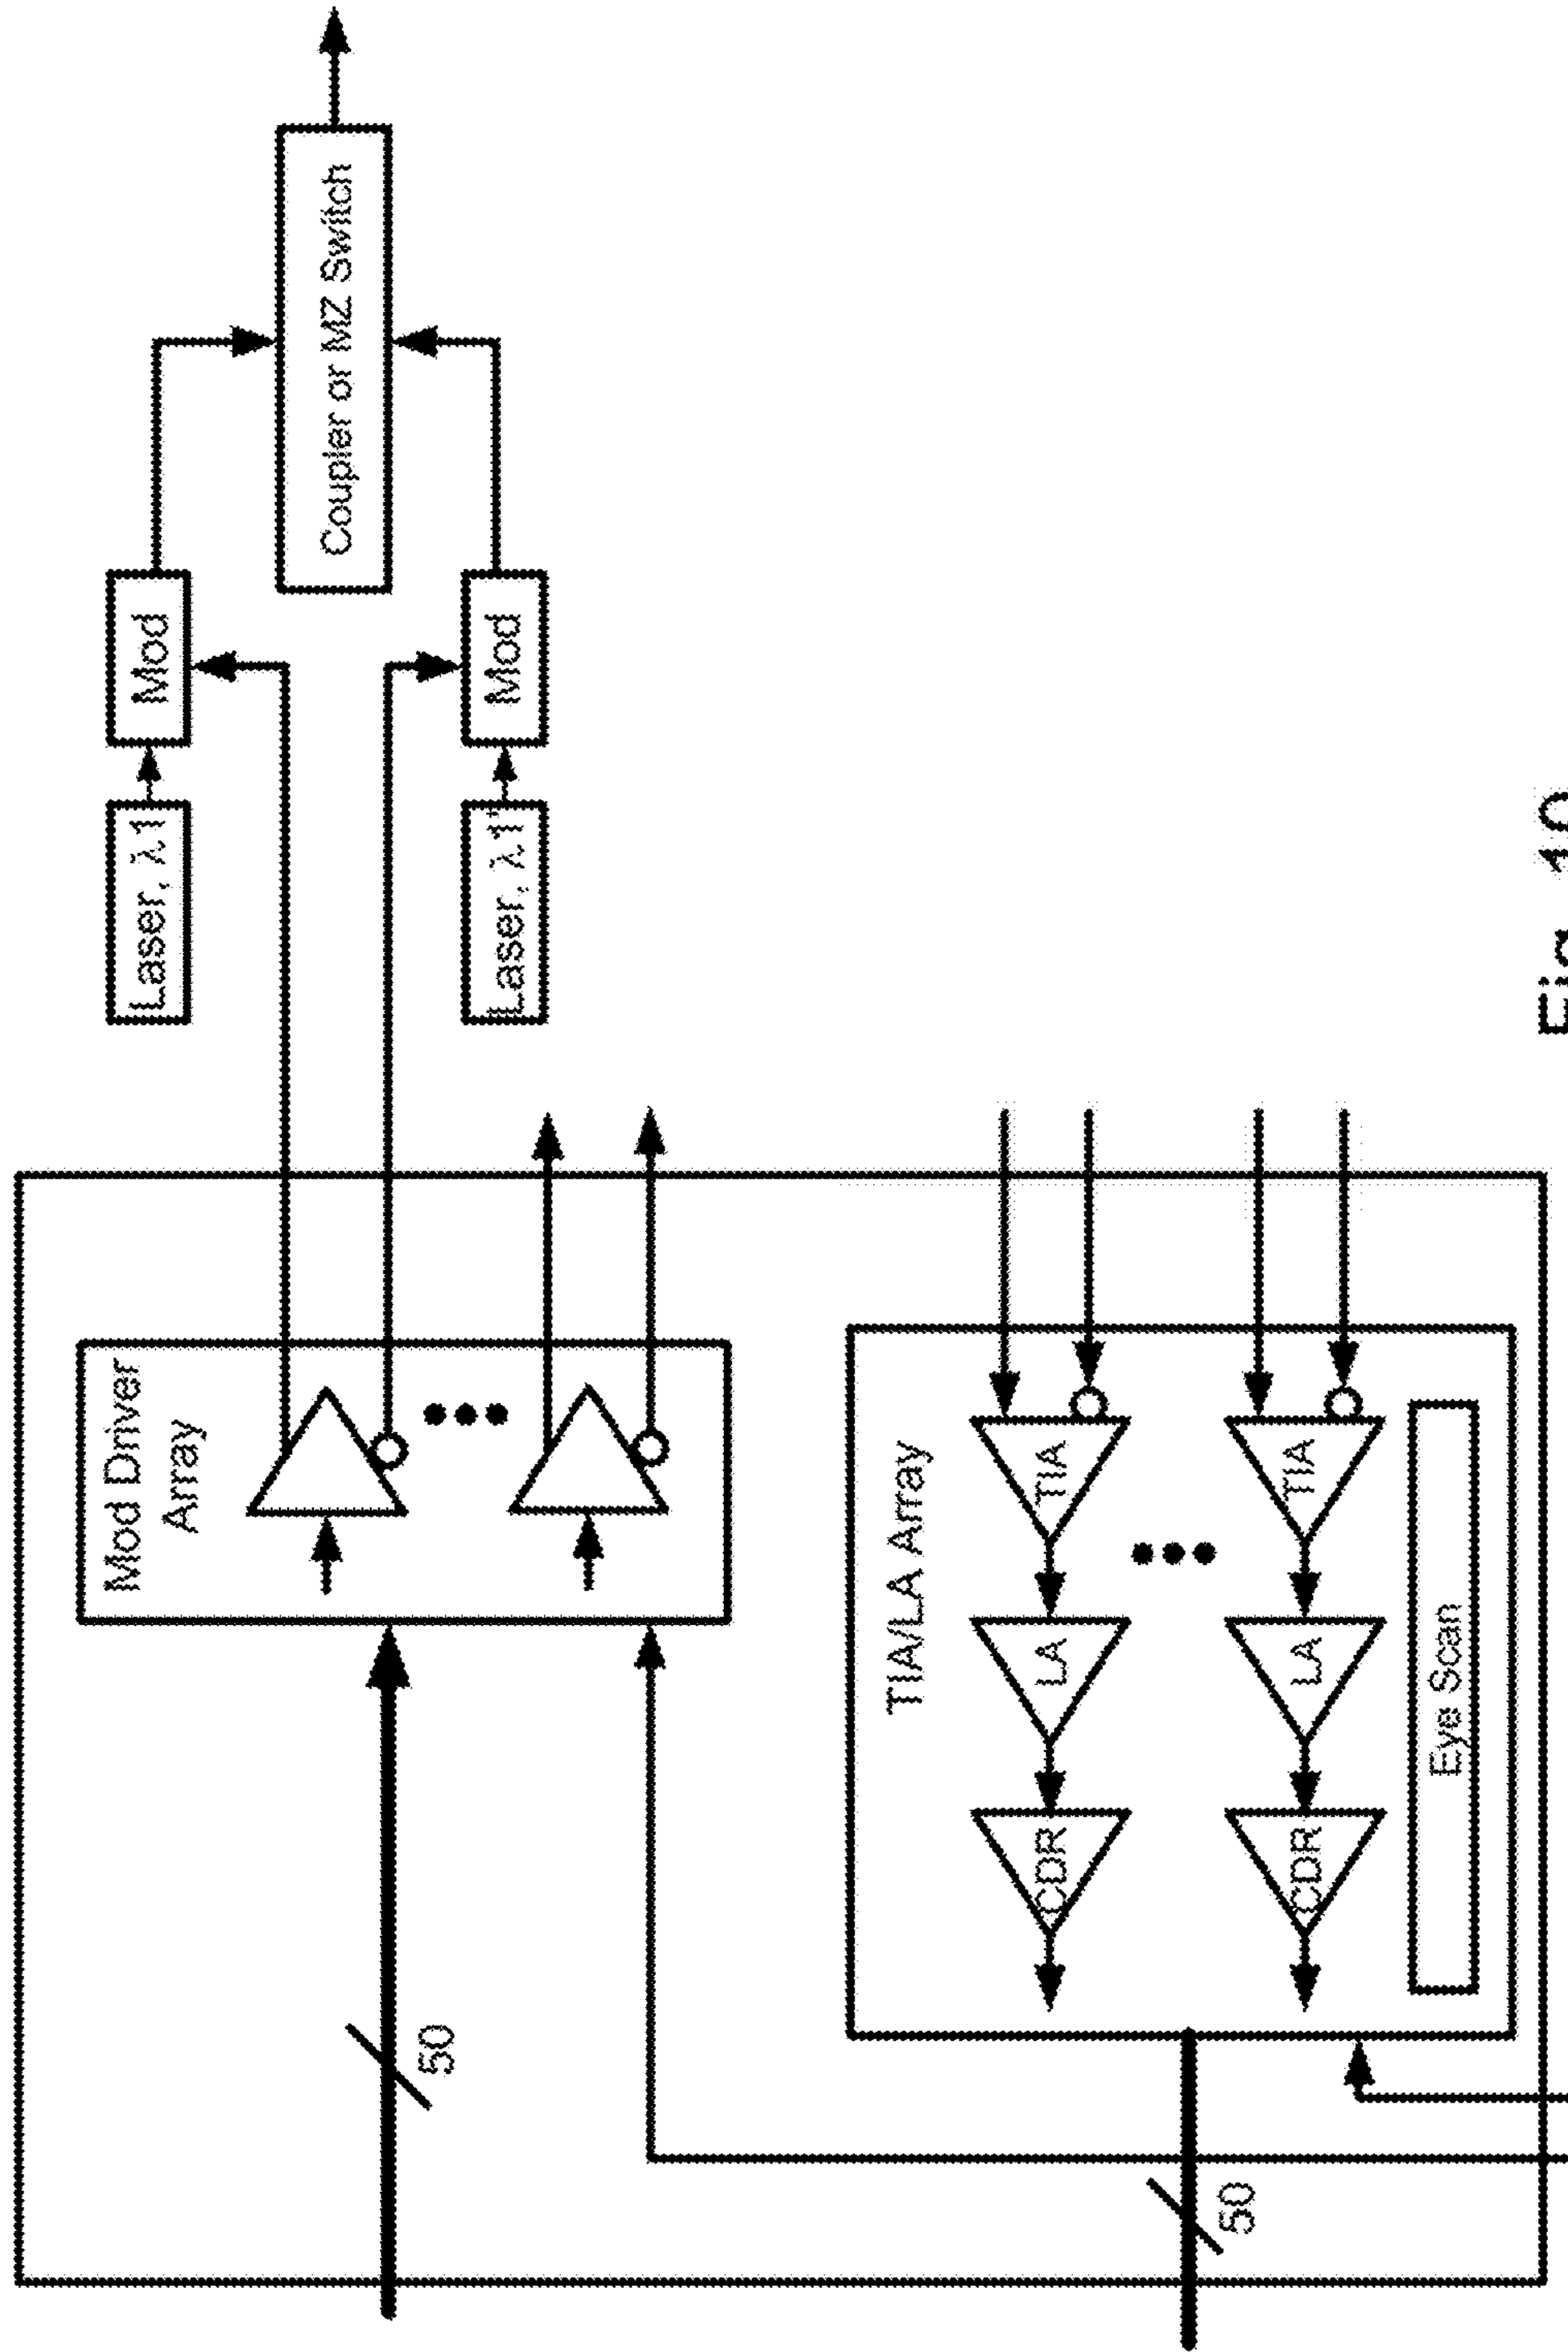 Mod Driver
Array
50
Laser, λ1
Mod
Laser, λ1'
Mod
Coupler or MZ Switch
TIA/LA Array
CDR
LA
TIA
CDR
LA
TIA
Eye Scan
50